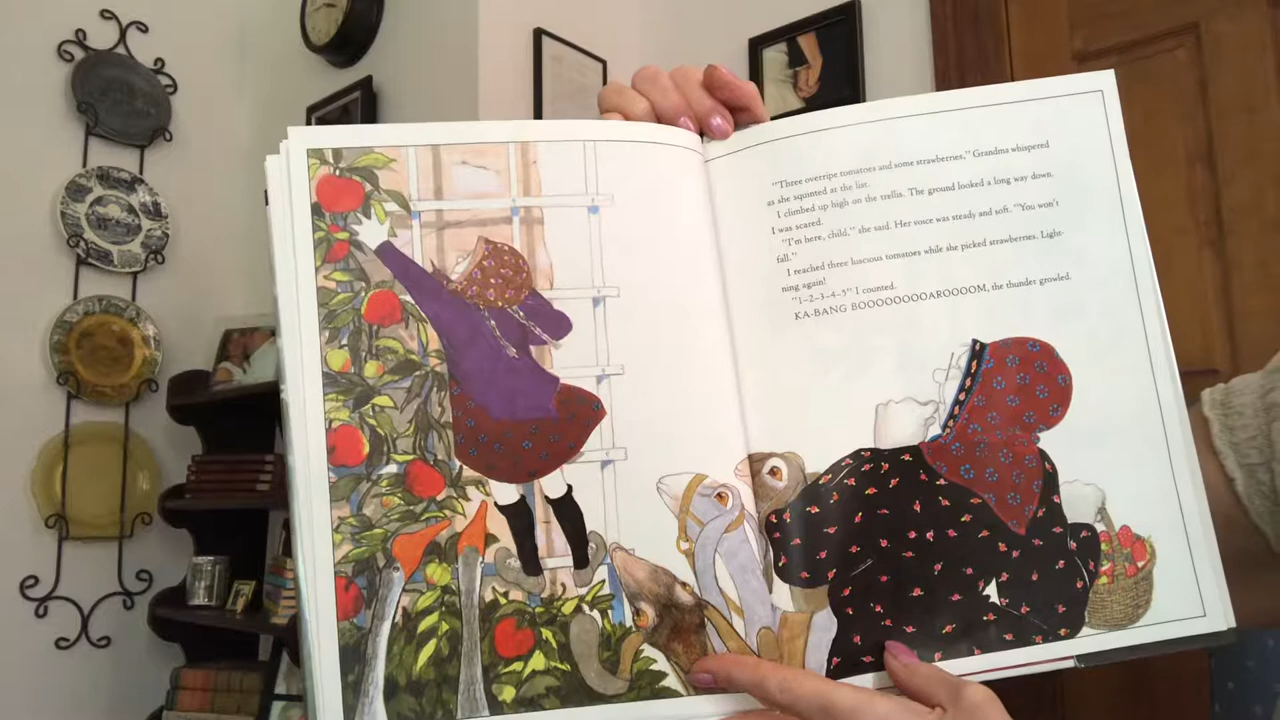 "Three overripe tomatoes and some strawberries," Grandma whispered
as she squinted at the list.
I climbed up high on the trellis. The ground looked a long way down.
I was scared.
"I'm here, child," she said. Her voice was steady and soft. "You won't
fall."
I reached three luscious tomatoes while she picked strawberries. Light-
ning again!
"1–2–3–4–5" I counted.
KA-BANG BOOOOOOOOAROOOOM, the thunder growled.